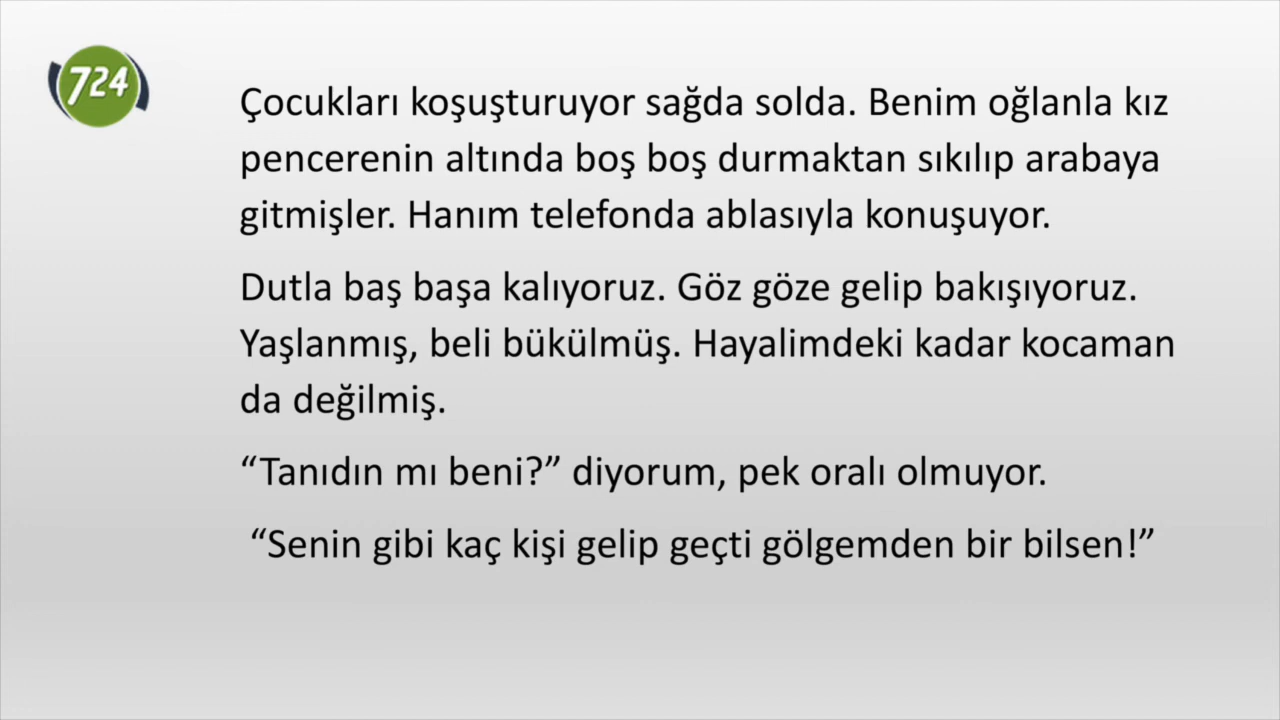 724
Çocukları koşuşturuyor sağda solda. Benim oğlanla kız
pencerenin altında boş boş durmaktan sıkılıp arabaya
gitmişler. Hanım telefonda ablasıyla konuşuyor.
Dutla baş başa kalıyoruz. Göz göze gelip bakışıyoruz.
Yaşlanmış, beli bükülmüş. Hayalimdeki kadar kocaman
da değilmiş.
“Tanıdın mı beni?” diyorum, pek oralı olmuyor.
“Senin gibi kaç kişi gelip geçti gölgemden bir bilsen!”